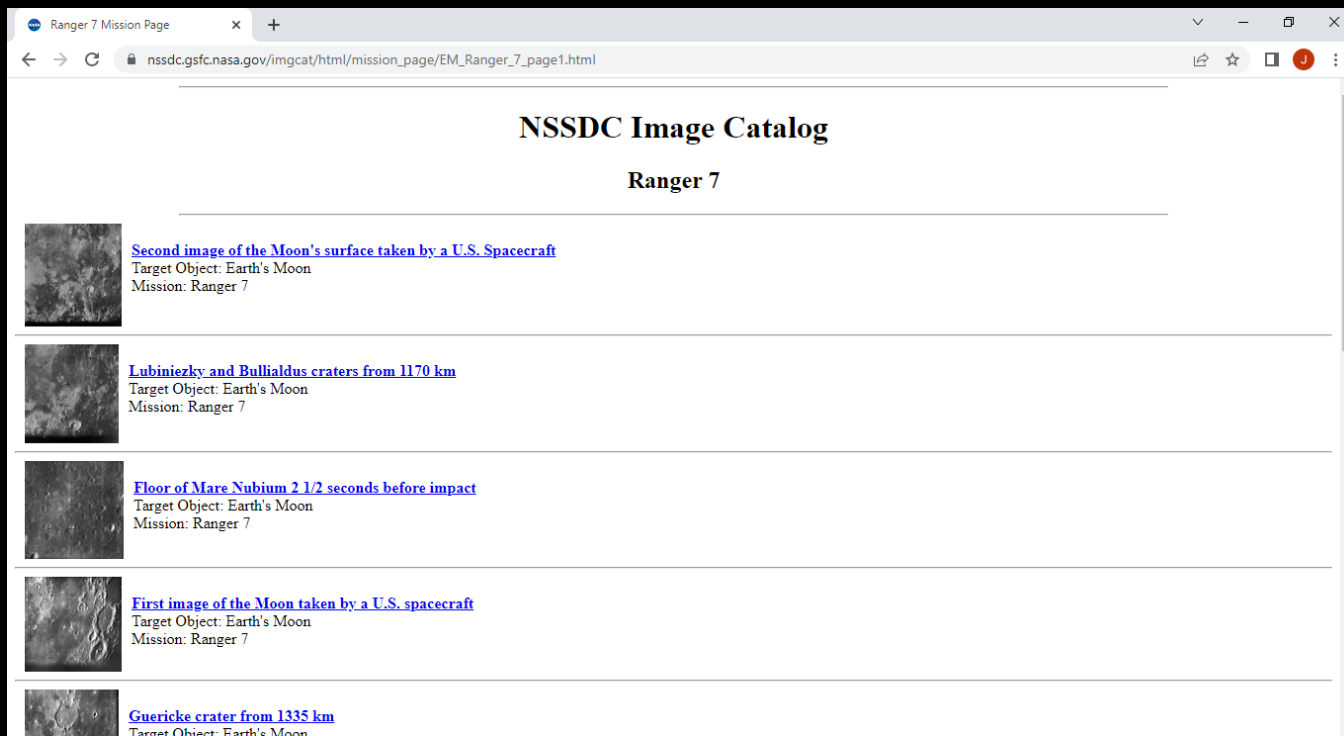 Ranger 7 Mission Page
nssdc.gsfc.nasa.gov/imgcat/html/mission_page/EM_Ranger_7_page1.html
J
NSSDC Image Catalog
Ranger 7
Second image of the Moon's surface taken by a U.S. Spacecraft
Target Object: Earth's Moon
Mission: Ranger 7
Lubiniezky and Bullialdus craters from 1170 km
Target Object: Earth's Moon
Mission: Ranger 7
Floor of Mare Nubium 2 1/2 seconds before impact
Target Object: Earth's Moon
Mission: Ranger 7
First image of the Moon taken by a U.S. spacecraft
Target Object: Earth's Moon
Mission: Ranger 7
Guericke crater from 1335 km
Target Object: Earth's Moon